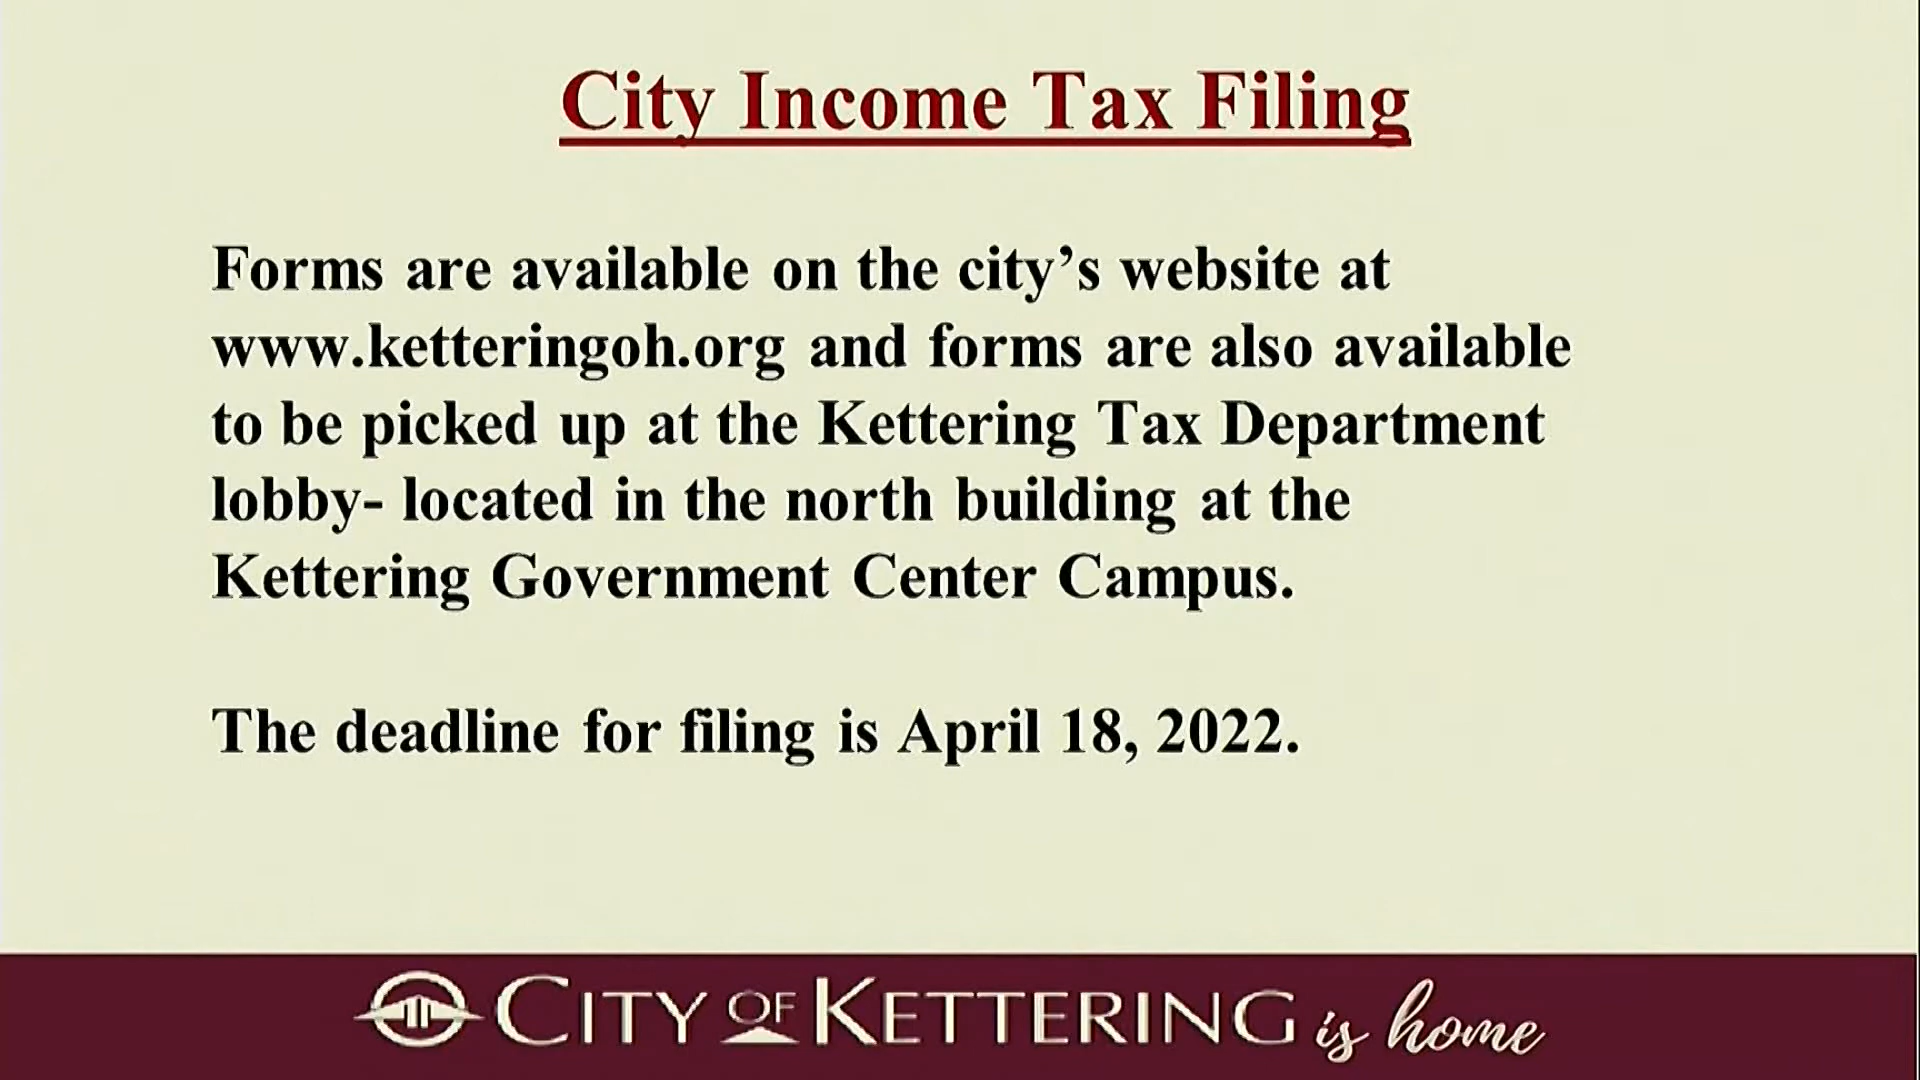 City Income Tax Filing
Forms are available on the city’s website at
www.ketteringoh.org and forms are also available
to be picked up at the Kettering Tax Department
lobby- located in the north building at the
Kettering Government Center Campus.
The deadline for filing is April 18, 2022.
CITY OF KETTERING is home